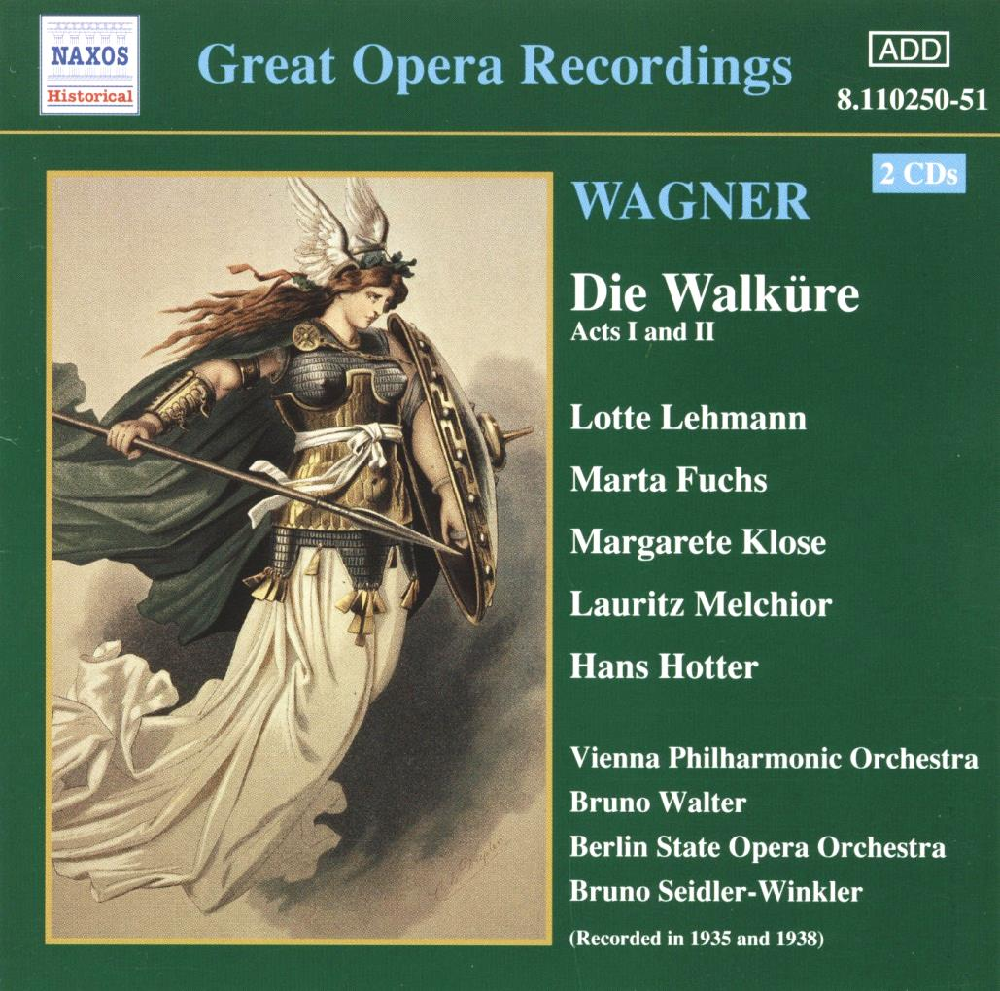 NAXOS
Historical
Great Opera Recordings
ADD
8.110250-51
2 CDs
WAGNER
Die Walküre
Acts I and II
Lotte Lehmann
Marta Fuchs
Margarete Klose
Lauritz Melchior
Hans Hotter
Vienna Philharmonic Orchestra
Bruno Walter
Berlin State Opera Orchestra
Bruno Seidler-Winkler
(Recorded in 1935 and 1938)